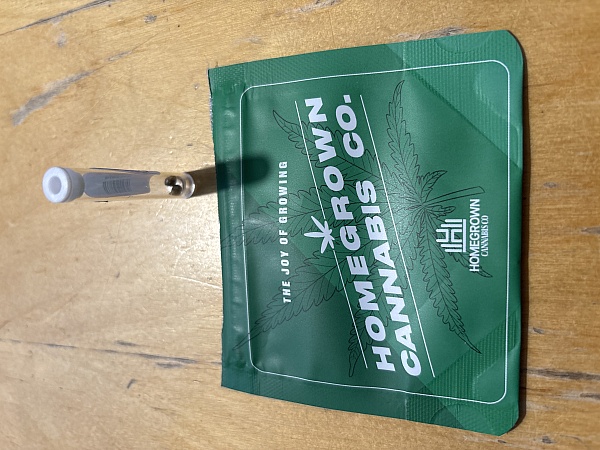 THE JOY OF GROWING
HOMEGROWN
CANNABIS CO.
HOMEGROWN
CANNABIS CO